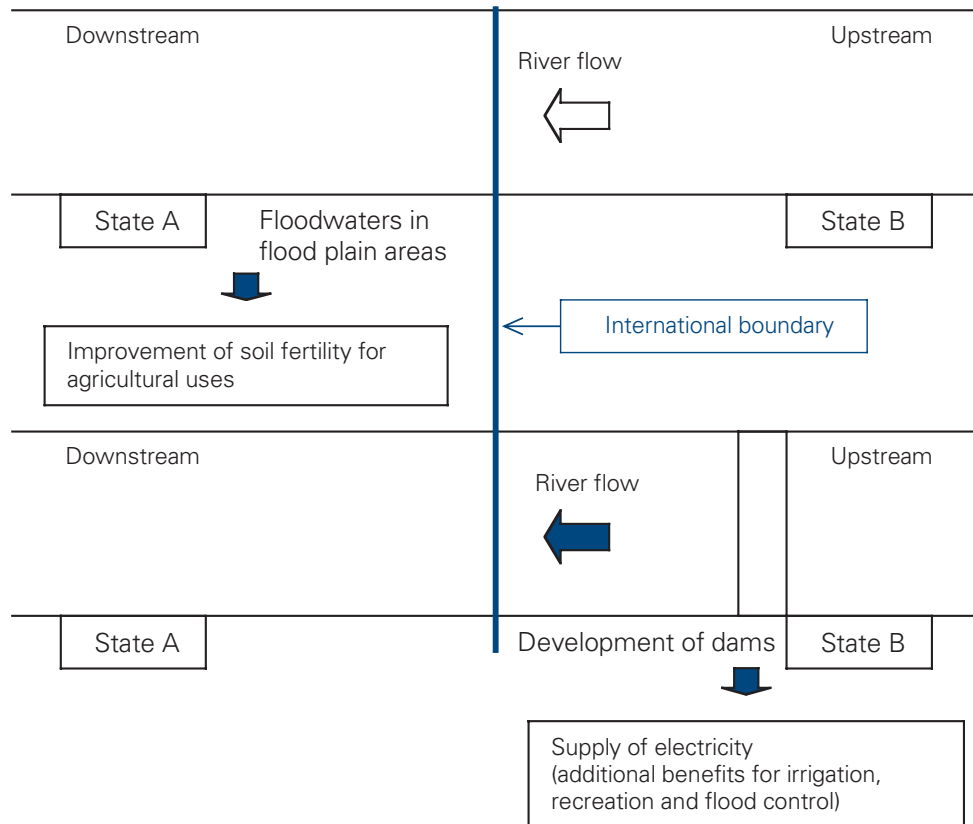 Downstream
Upstream
River flow
State A
Floodwaters in
flood plain areas
State B
International boundary
Improvement of soil fertility for
agricultural uses
Downstream
Upstream
River flow
State A
Development of dams
State B
Supply of electricity
(additional benefits for irrigation,
recreation and flood control)